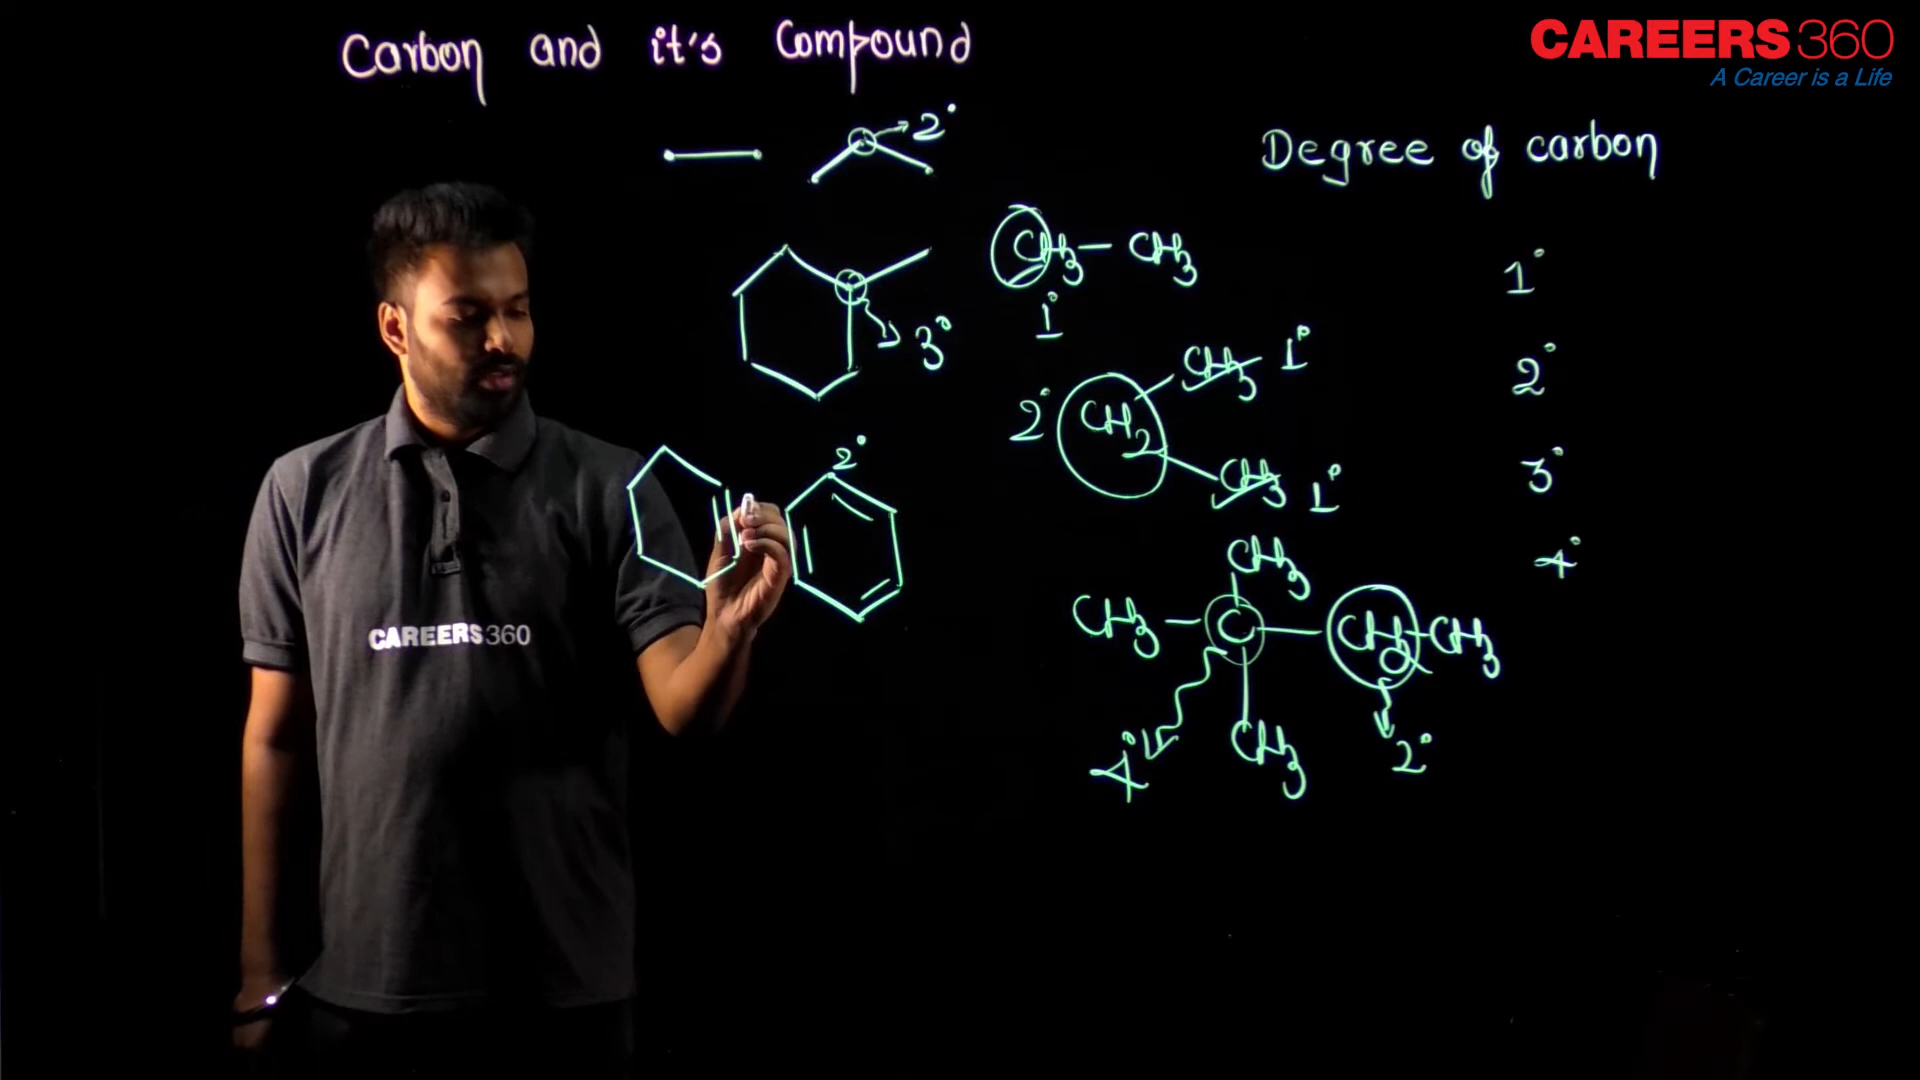 Carbon and it's Compound
CAREERS360
A Career is a Life
2°
Degree of carbon
CH3 — CH3
1°
1°
3°
CH3 1°
2°
2° CH2
CH3 1°
2°
3°
CH3
4°
CH3 — C — CH2 — CH3
CAREERS360
4°
CH3
2°